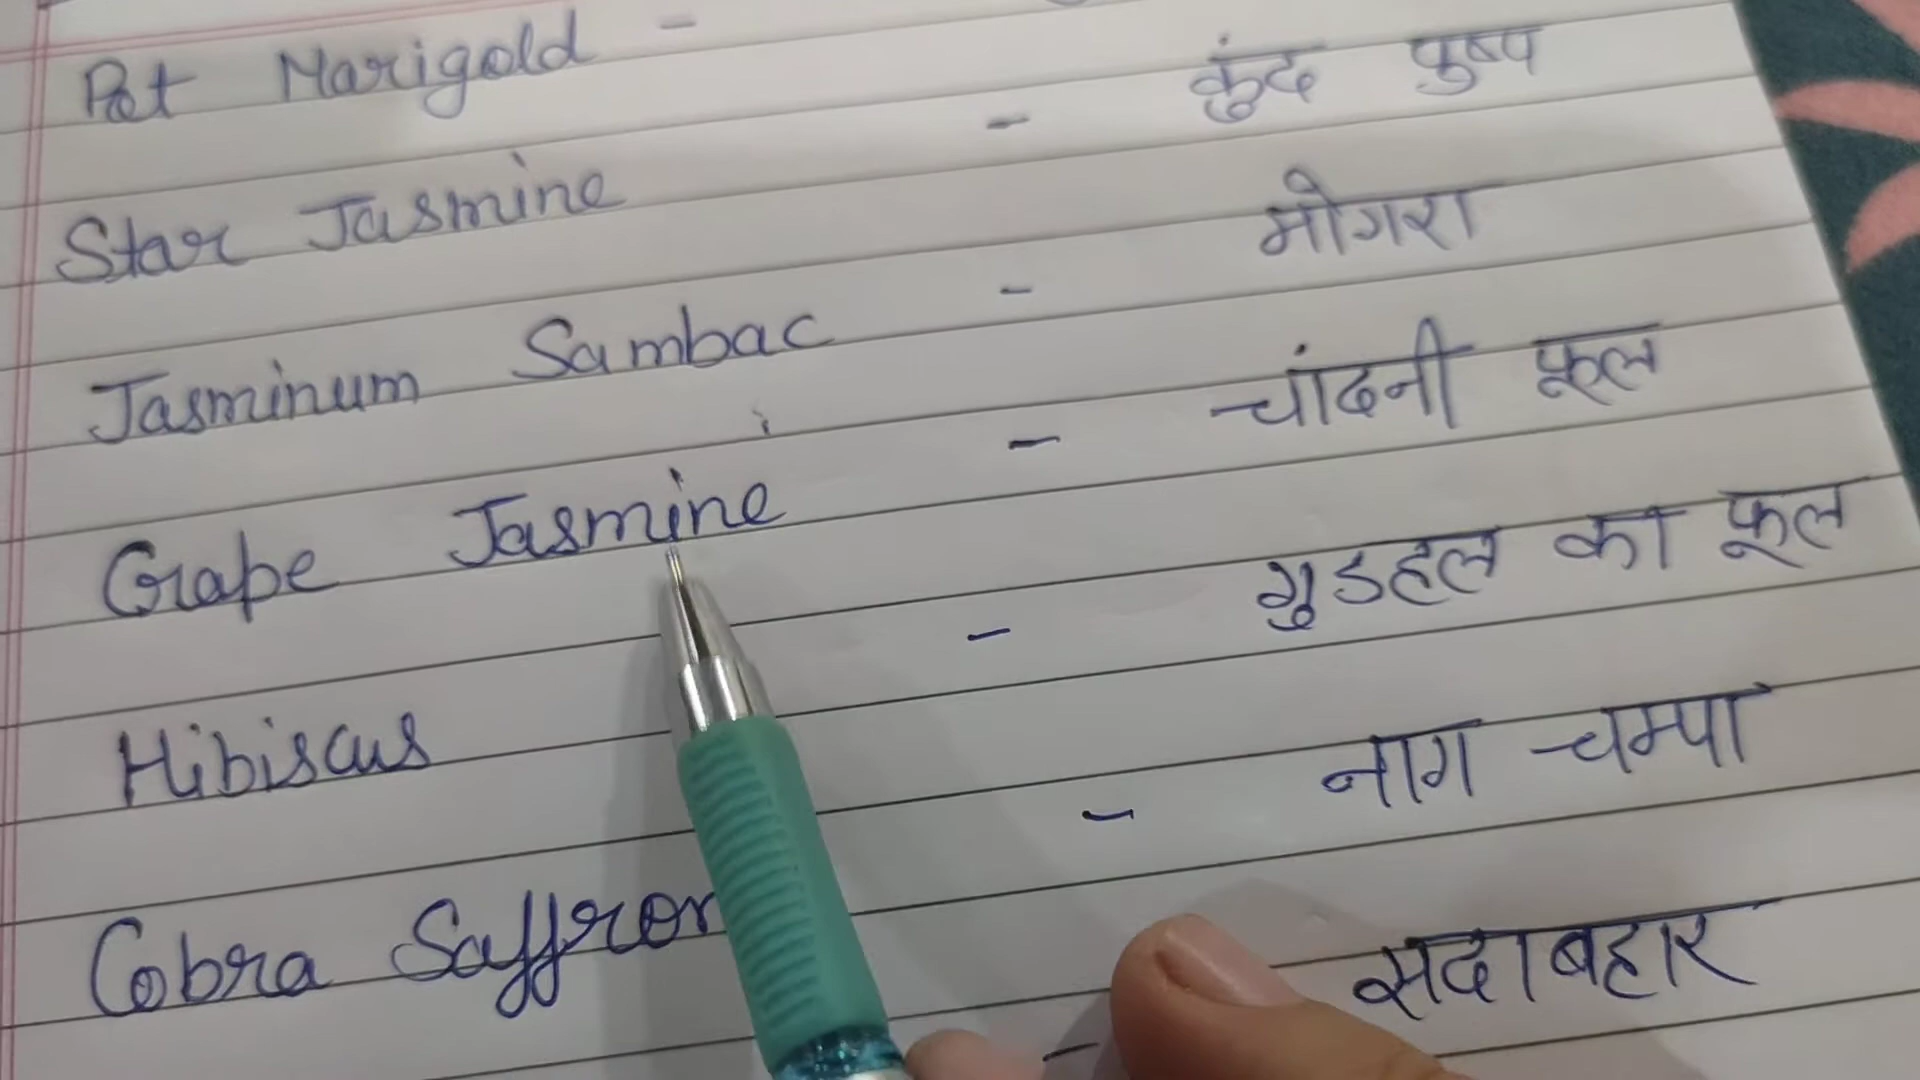 Pot Marigold -
Star Jasmine - कुंद पुष्प
Jasminum Sambac - मोगरा
Grape Jasmine - चांदनी फूल
Hibiscus - गुडहल का फूल
Cobra Saffron - नाग चम्पा
- सदाबहार